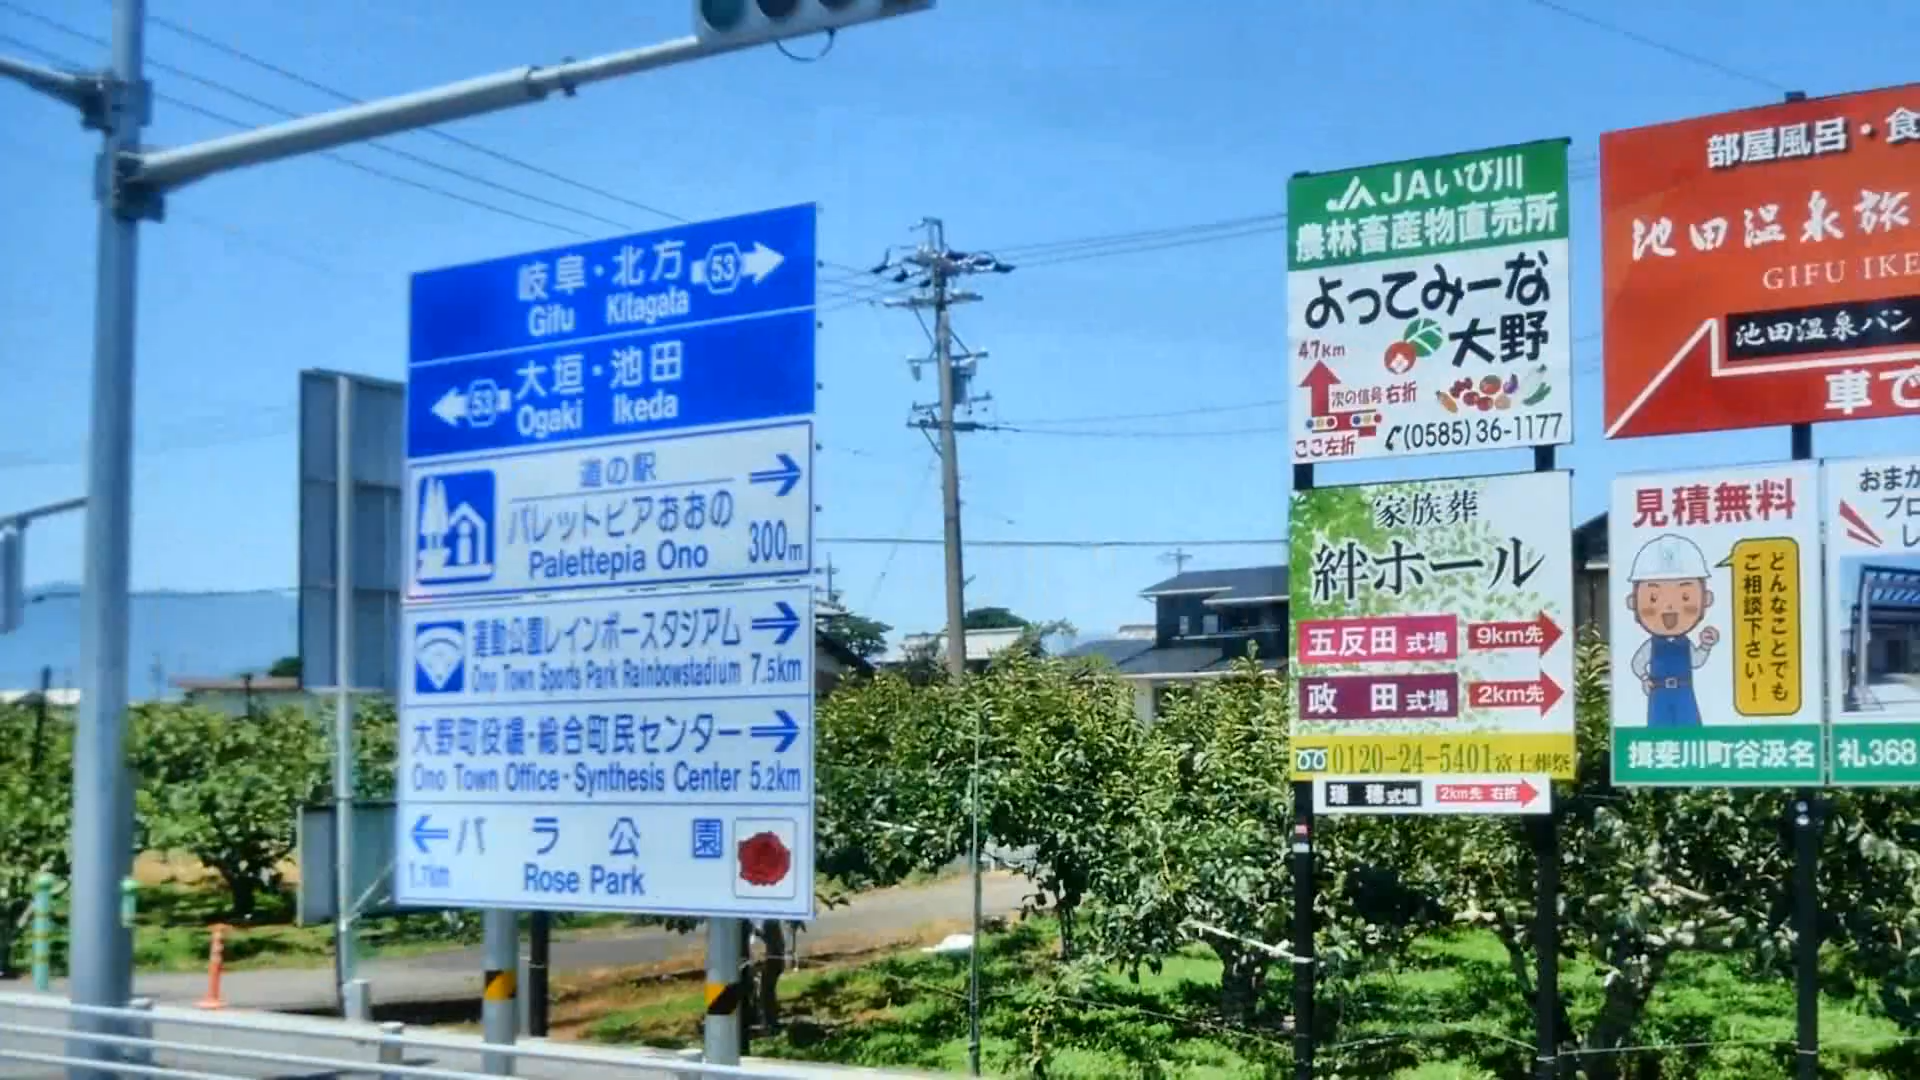 岐阜・北方 53
Gifu Kitagata
53 大垣・池田
Ogaki Ikeda
道の駅
パレットピアおおの
Palettepia Ono 300m
運動公園レインボースタジアム
Ono Town Sports Park Rainbowstadium 7.5km
大野町役場・総合町民センター
Ono Town Office・Synthesis Center 5.2km
バラ公園
1.7km Rose Park
JAいび川
農林畜産物直売所
よってみーな
大野
4.7km
次の信号右折
ここ左折
(0585)36-1177
家族葬
絆ホール
五反田 式場 9km先
政田 式場 2km先
0120-24-5401 富士葬祭
瑞穂 式場 2km先 右折
部屋風呂・食
池田温泉旅
GIFU IKE
池田温泉バン
車で
見積無料
どんなことでも
ご相談下さい！
揖斐川町谷汲名
おまか
プロ
し
礼368